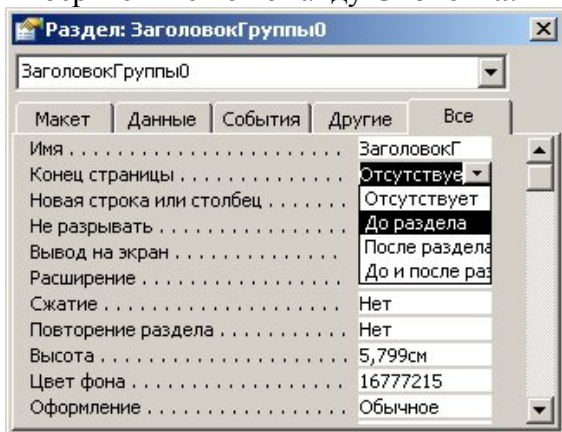 Раздел: ЗаголовокГруппы0
ЗаголовокГруппы0
Макет Данные События Другие Все
Имя . . . . . . . . . . . . . . . . . . . . . . . ЗаголовокГ
Конец страницы . . . . . . . . . . . . . Отсутствуе
Новая строка или столбец . . . . . . . Отсутствует
Не разрывать . . . . . . . . . . . . . . . . До раздела
Вывод на экран . . . . . . . . . . . . . . После раздела
Расширение . . . . . . . . . . . . . . . . . До и после раз
Сжатие . . . . . . . . . . . . . . . . . . . . Нет
Повторение раздела . . . . . . . . . . Нет
Высота . . . . . . . . . . . . . . . . . . . . 5,799см
Цвет фона . . . . . . . . . . . . . . . . . . 16777215
Оформление . . . . . . . . . . . . . . . . Обычное